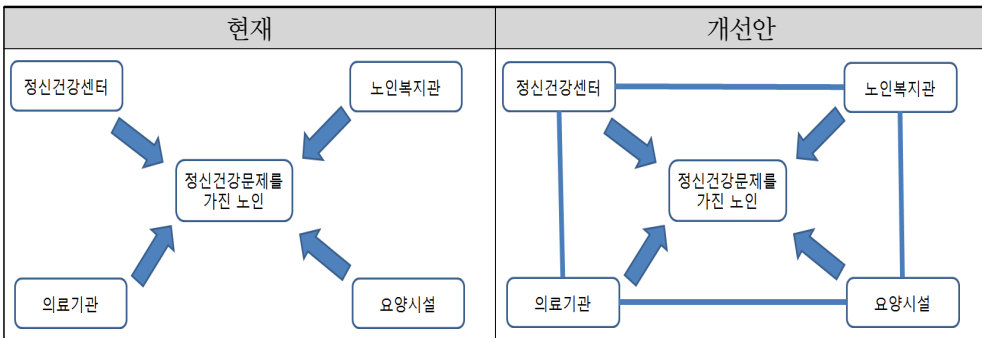 현재
개선안
정신건강센터
노인복지관
정신건강문제를
가진 노인
의료기관
요양시설
정신건강센터
노인복지관
정신건강문제를
가진 노인
의료기관
요양시설